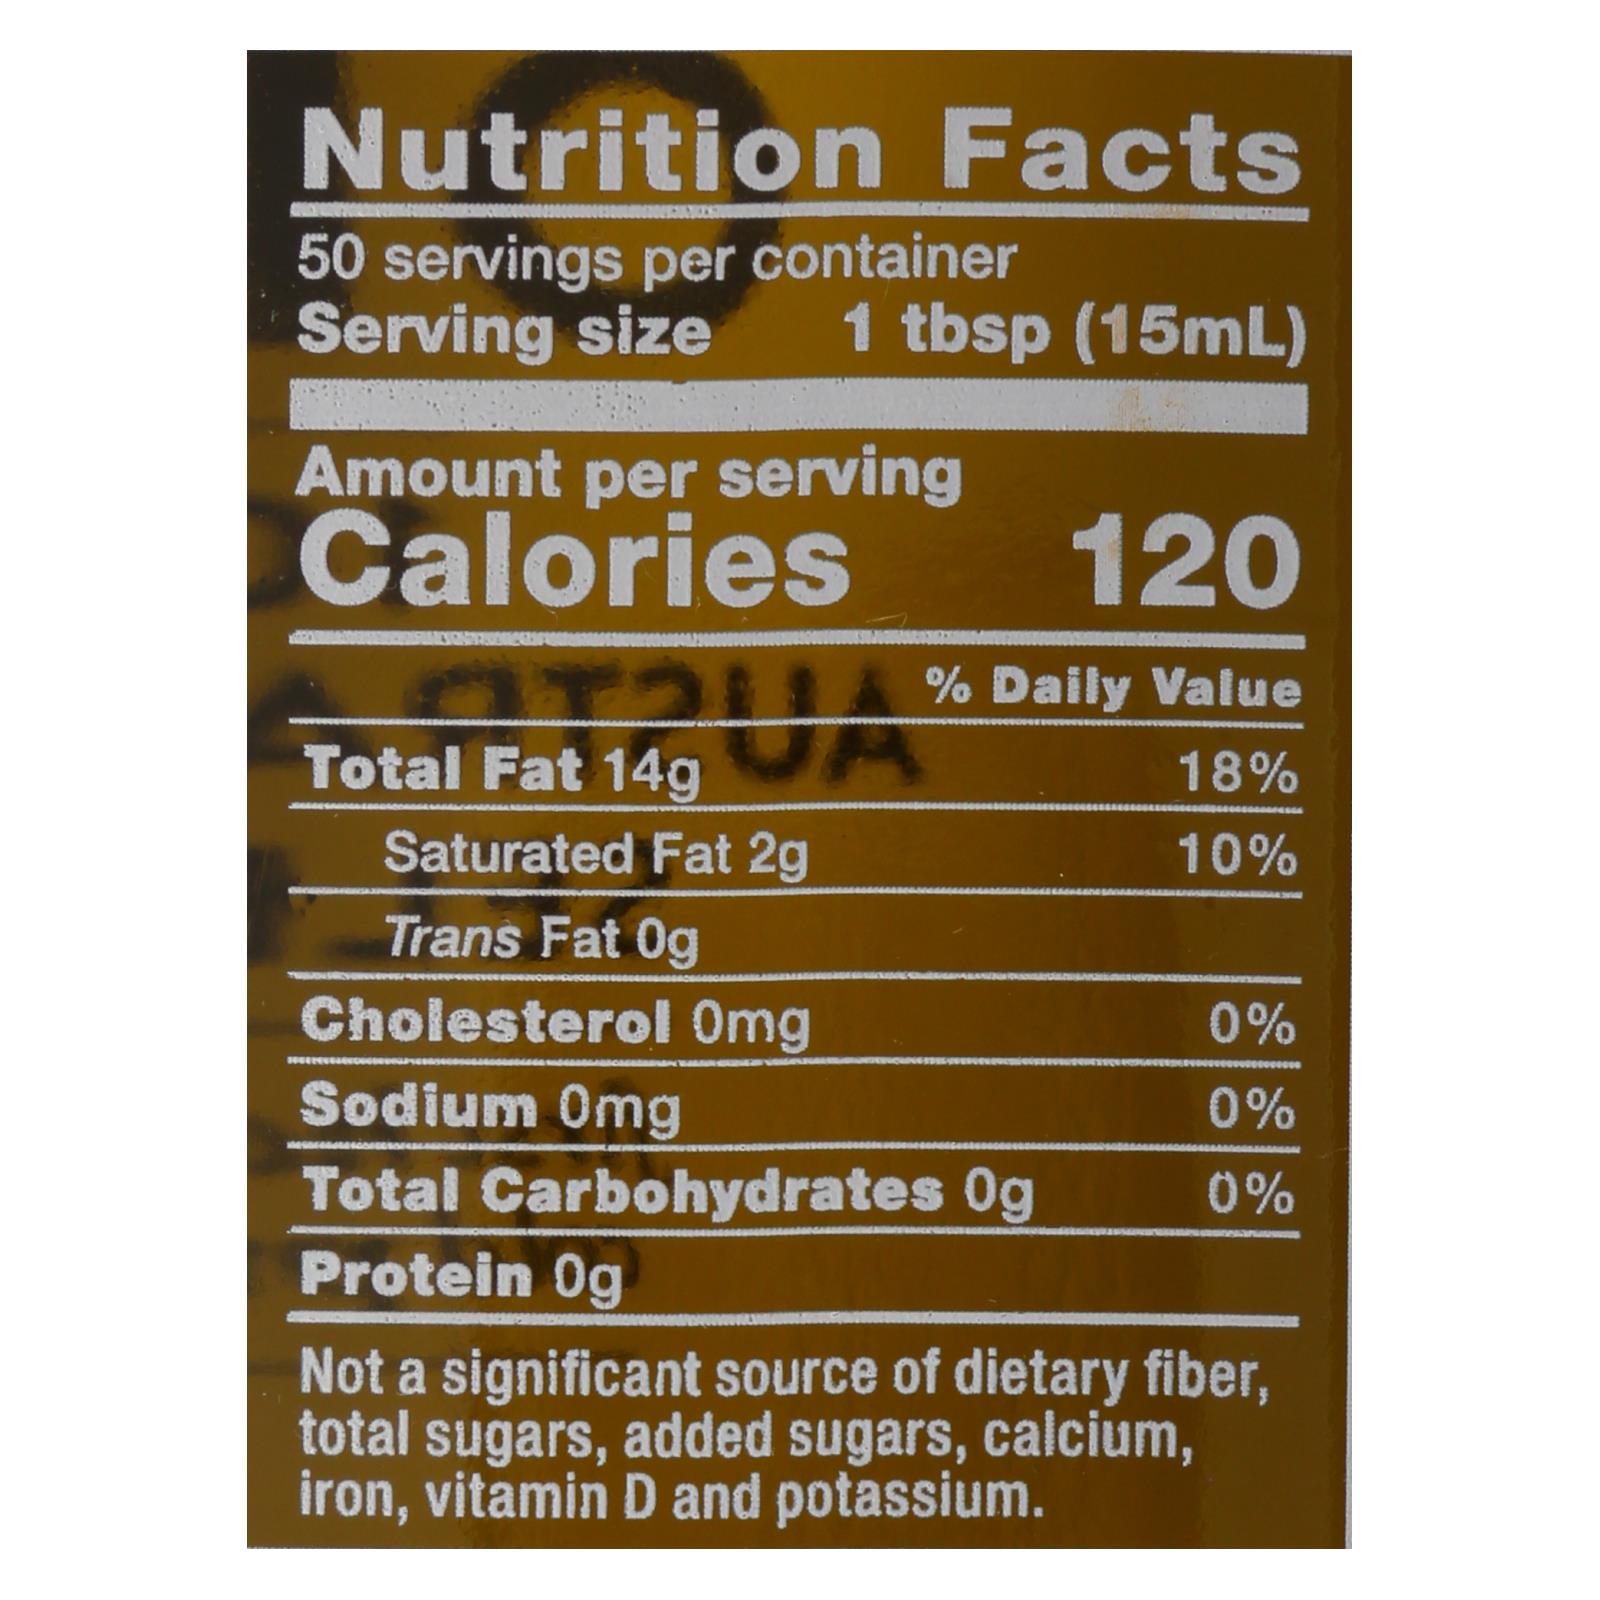 Nutrition Facts
50 servings per container
Serving size 1 tbsp (15mL)
Amount per serving
Calories 120
% Daily Value
Total Fat 14g 18%
Saturated Fat 2g 10%
Trans Fat 0g
Cholesterol 0mg 0%
Sodium 0mg 0%
Total Carbohydrates 0g 0%
Protein 0g
Not a significant source of dietary fiber,
total sugars, added sugars, calcium,
iron, vitamin D and potassium.